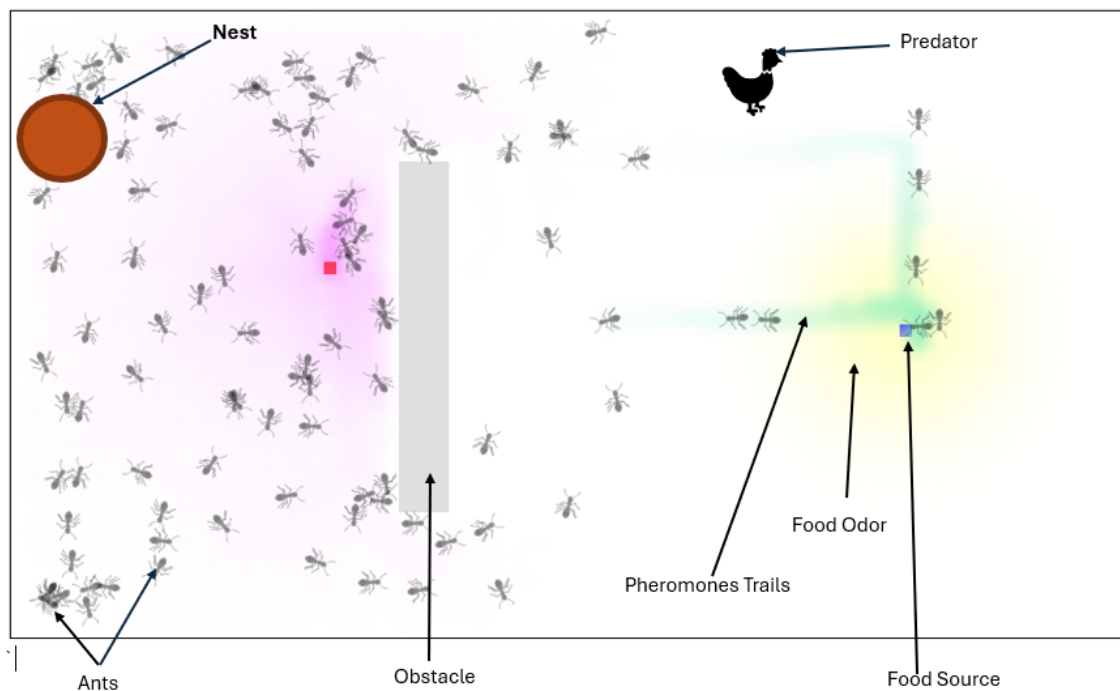 Nest
Predator
Food Odor
Pheromones Trails
`
Ants
Obstacle
Food Source